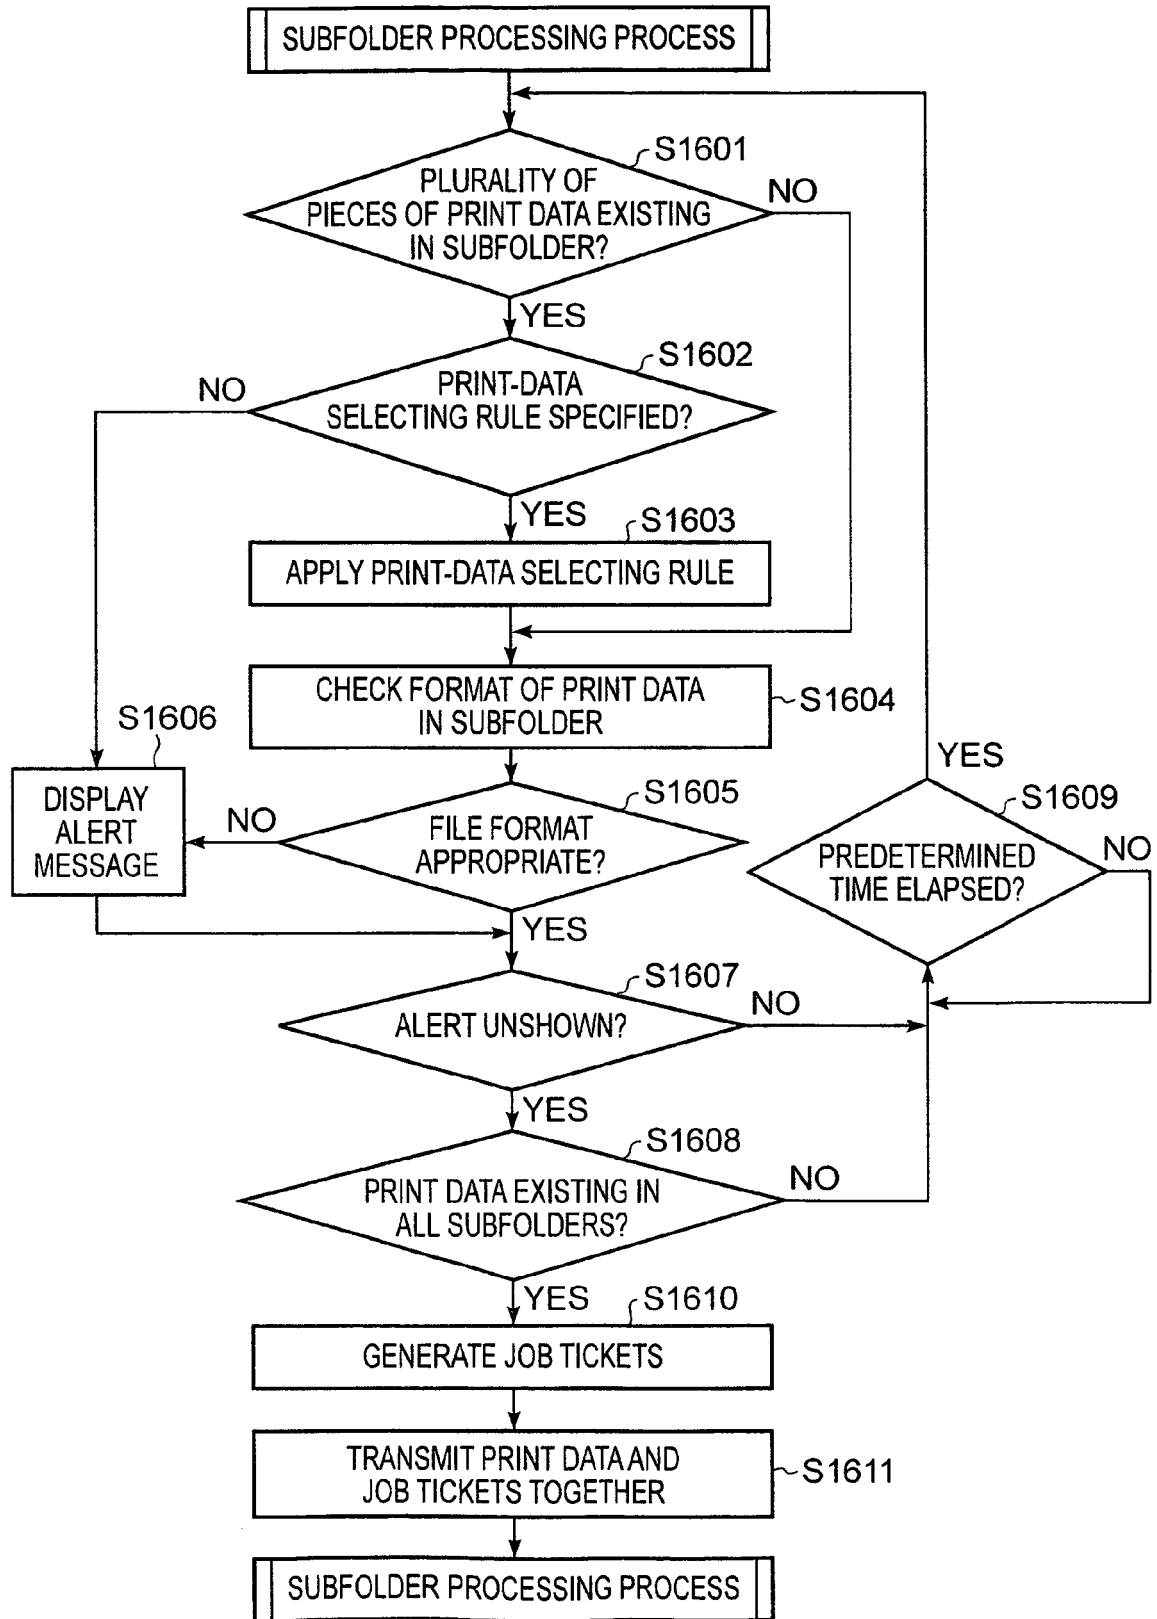 SUBFOLDER PROCESSING PROCESS
S1601
PLURALITY OF
PIECES OF PRINT DATA EXISTING
IN SUBFOLDER?
NO
YES
S1602
PRINT-DATA
SELECTING RULE SPECIFIED?
NO
YES
S1603
APPLY PRINT-DATA SELECTING RULE
CHECK FORMAT OF PRINT DATA
IN SUBFOLDER
S1604
S1606
DISPLAY
ALERT
MESSAGE
S1605
FILE FORMAT
APPROPRIATE?
NO
YES
YES
S1609
PREDETERMINED
TIME ELAPSED?
NO
S1607
ALERT UNSHOWN?
NO
YES
S1608
PRINT DATA EXISTING IN
ALL SUBFOLDERS?
NO
YES
S1610
GENERATE JOB TICKETS
TRANSMIT PRINT DATA AND
JOB TICKETS TOGETHER
S1611
SUBFOLDER PROCESSING PROCESS